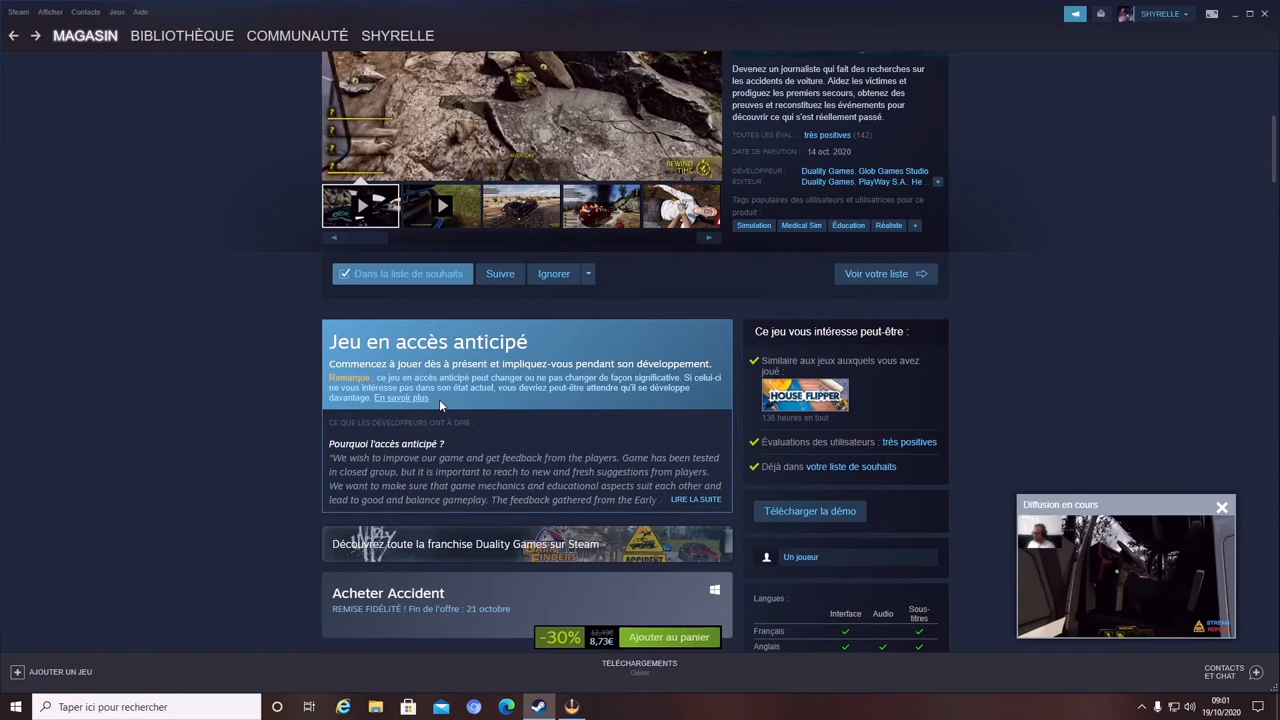 Steam Afficher Contacts Jeux Aide
SHYRELLE
MAGASIN BIBLIOTHÈQUE COMMUNAUTÉ SHYRELLE
REWIND
TIME
Devenez un journaliste qui fait des recherches sur
les accidents de voiture. Aidez les victimes et
prodiguez les premiers secours, obtenez des
preuves et reconstituez les événements pour
découvrir ce qui s'est réellement passé.
TOUTES LES ÉVAL. : très positives (142)
DATE DE PARUTION : 14 oct. 2020
DÉVELOPPEUR : Duality Games, Glob Games Studio
ÉDITEUR : Duality Games, PlayWay S.A., He... +
Tags populaires des utilisateurs et utilisatrices pour ce
produit :
Simulation Medical Sim Éducation Réaliste +
Dans la liste de souhaits Suivre Ignorer Voir votre liste
Jeu en accès anticipé
Commencez à jouer dès à présent et impliquez-vous pendant son développement.
Remarque : ce jeu en accès anticipé peut changer ou ne pas changer de façon significative. Si celui-ci
ne vous intéresse pas dans son état actuel, vous devriez peut-être attendre qu'il se développe
davantage. En savoir plus
CE QUE LES DÉVELOPPEURS ONT À DIRE :
Pourquoi l'accès anticipé ?
"We wish to improve our game and get feedback from the players. Game has been tested
in closed group, but it is important to reach to new and fresh suggestions from players.
We want to make sure that game mechanics and educational aspects suit each other and
lead to good and balance gameplay. The feedback gathered from the Early LIRE LA SUITE
Découvrez toute la franchise Duality Games sur Steam
Acheter Accident
REMISE FIDÉLITÉ ! Fin de l'offre : 21 octobre
-30% 12,49€ 8,73€ Ajouter au panier
Ce jeu vous intéresse peut-être :
Similaire aux jeux auxquels vous avez
joué :
HOUSE FLIPPER
136 heures en tout
Évaluations des utilisateurs : très positives
Déjà dans votre liste de souhaits
Télécharger la démo
Un joueur
Langues :
Interface Audio Sous-
titres
Français
Anglais
Diffusion en cours
AJOUTER UN JEU
TÉLÉCHARGEMENTS
Gérer
CONTACTS
ET CHAT
Taper ici pour rechercher
09:01
19/10/2020